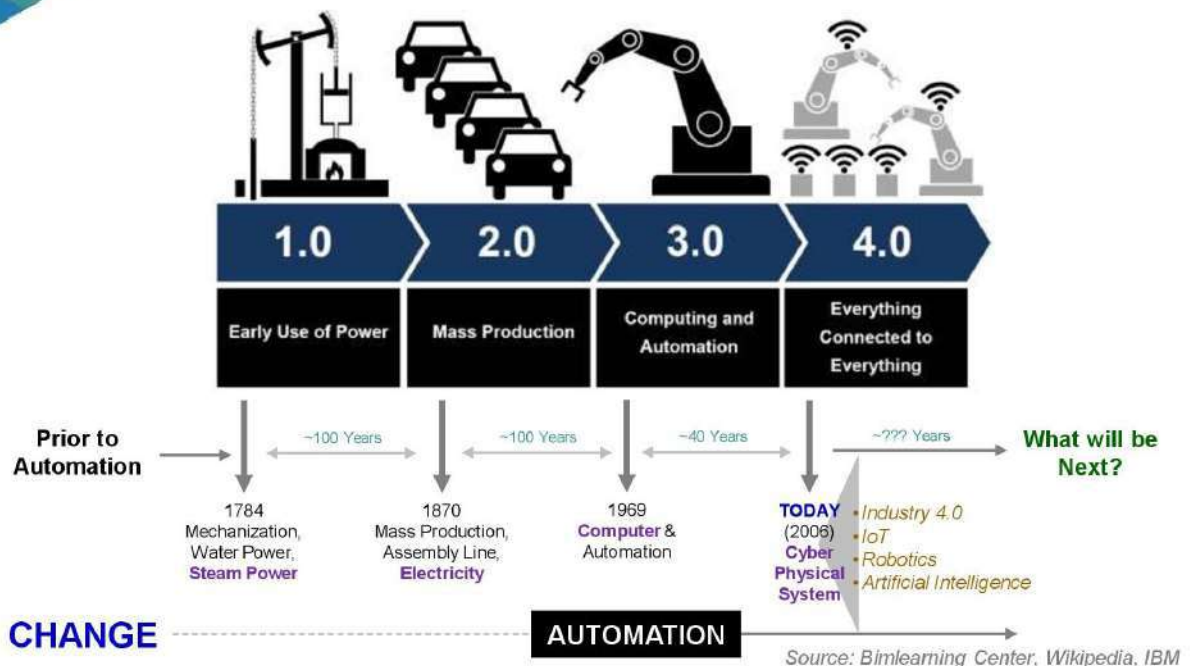 1.0
2.0
3.0
4.0
Early Use of Power
Mass Production
Computing and
Automation
Everything
Connected to
Everything
Prior to
Automation
~100 Years
~100 Years
~40 Years
~??? Years
What will be
Next?
1784
Mechanization,
Water Power,
Steam Power
1870
Mass Production,
Assembly Line,
Electricity
1969
Computer &
Automation
TODAY
(2006)
Cyber
Physical
System
•Industry 4.0
•IoT
•Robotics
•Artificial Intelligence
CHANGE
AUTOMATION
Source: Bimlearning Center, Wikipedia, IBM